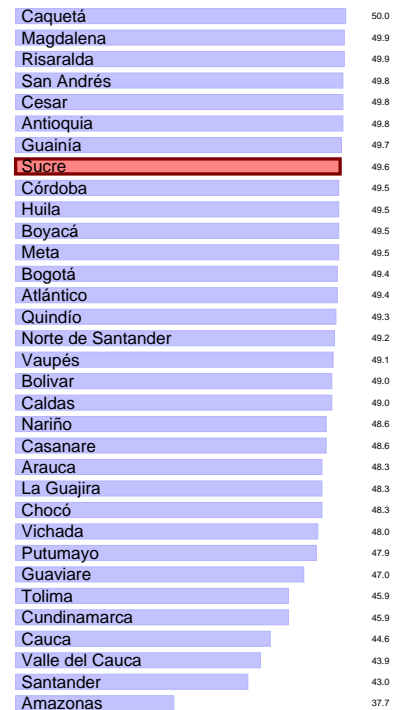 Caquetá 50.0
Magdalena 49.9
Risaralda 49.9
San Andrés 49.8
Cesar 49.8
Antioquia 49.8
Guainía 49.7
Sucre 49.6
Córdoba 49.5
Huila 49.5
Boyacá 49.5
Meta 49.5
Bogotá 49.4
Atlántico 49.4
Quindío 49.3
Norte de Santander 49.2
Vaupés 49.1
Bolivar 49.0
Caldas 49.0
Nariño 48.6
Casanare 48.6
Arauca 48.3
La Guajira 48.3
Chocó 48.3
Vichada 48.0
Putumayo 47.9
Guaviare 47.0
Tolima 45.9
Cundinamarca 45.9
Cauca 44.6
Valle del Cauca 43.9
Santander 43.0
Amazonas 37.7